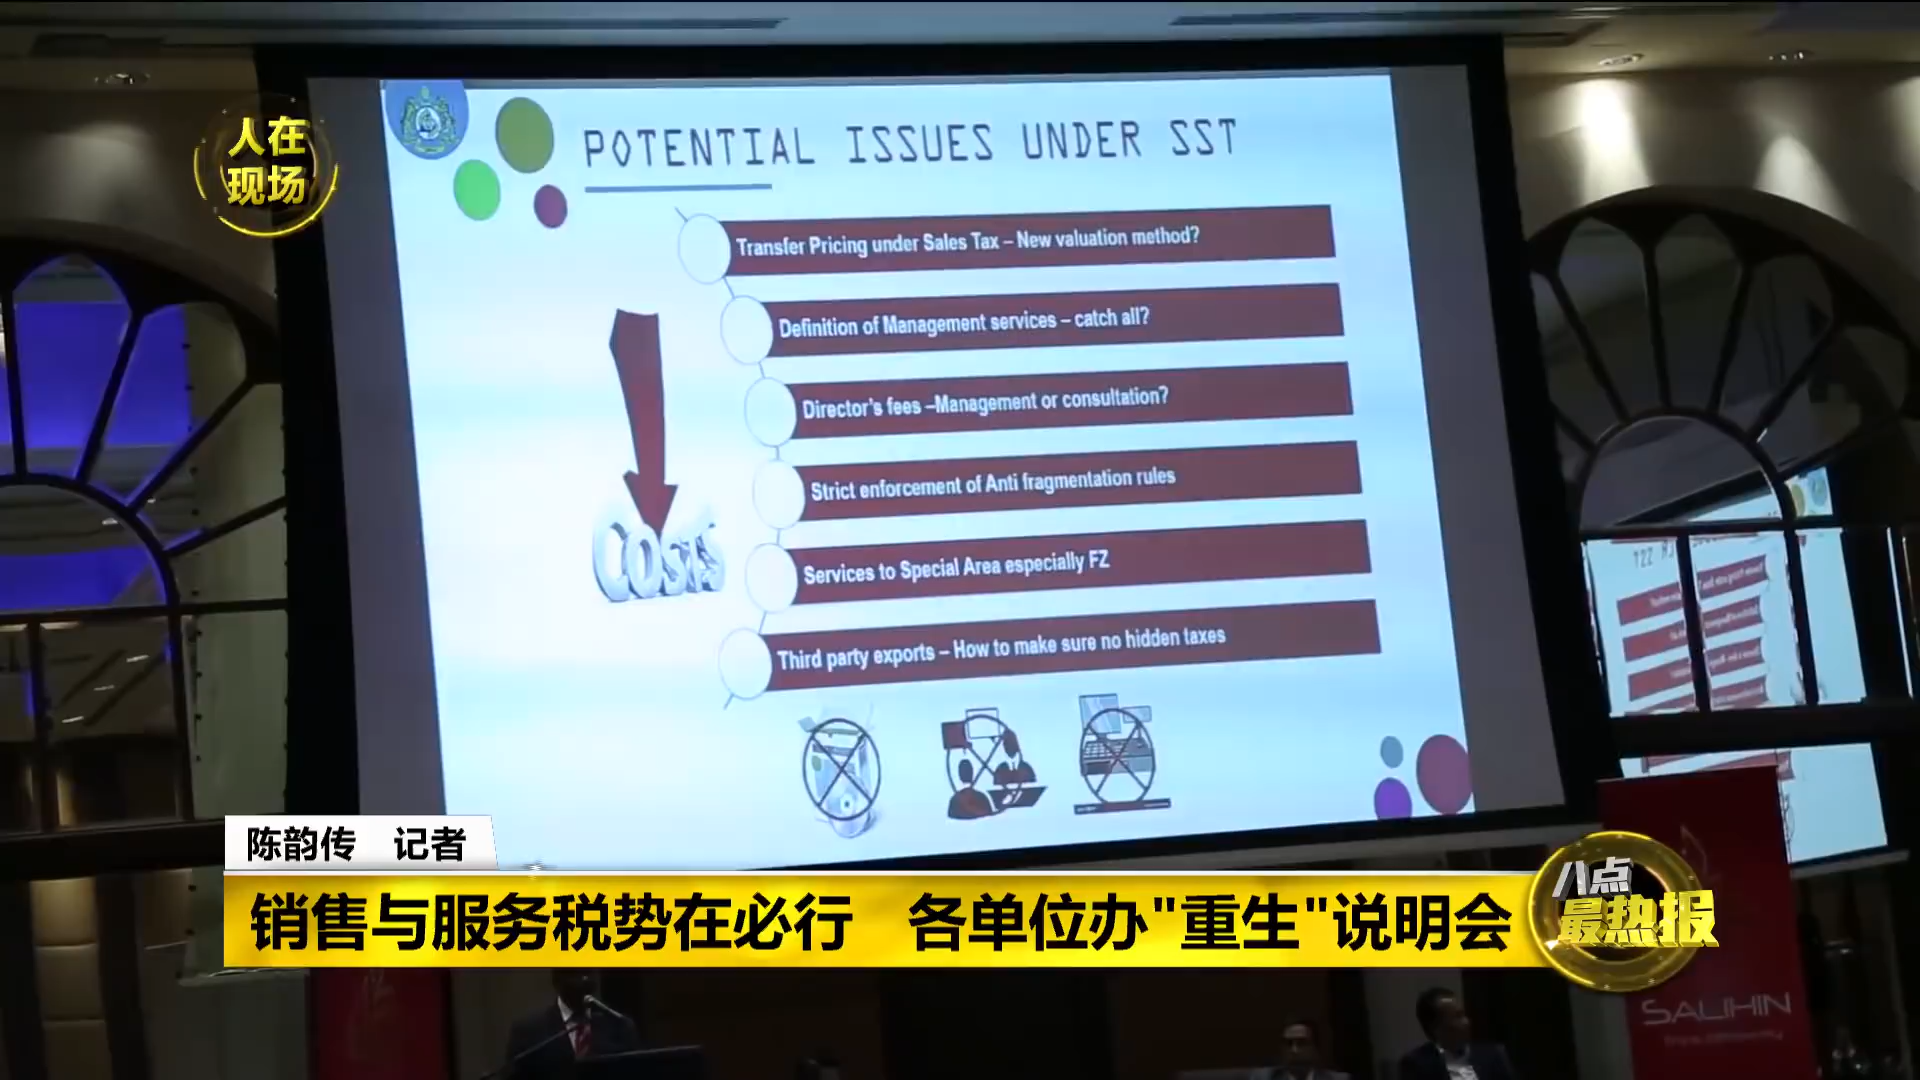 人在
现场
POTENTIAL ISSUES UNDER SST
Transfer Pricing under Sales Tax – New valuation method?
Definition of Management services – catch all?
Director's fees –Management or consultation?
Strict enforcement of Anti fragmentation rules
Services to Special Area especially FZ
Third party exports – How to make sure no hidden taxes
COSTS
陈韵传 记者
销售与服务税势在必行 各单位办"重生"说明会
八点
最热报
SALIHIN